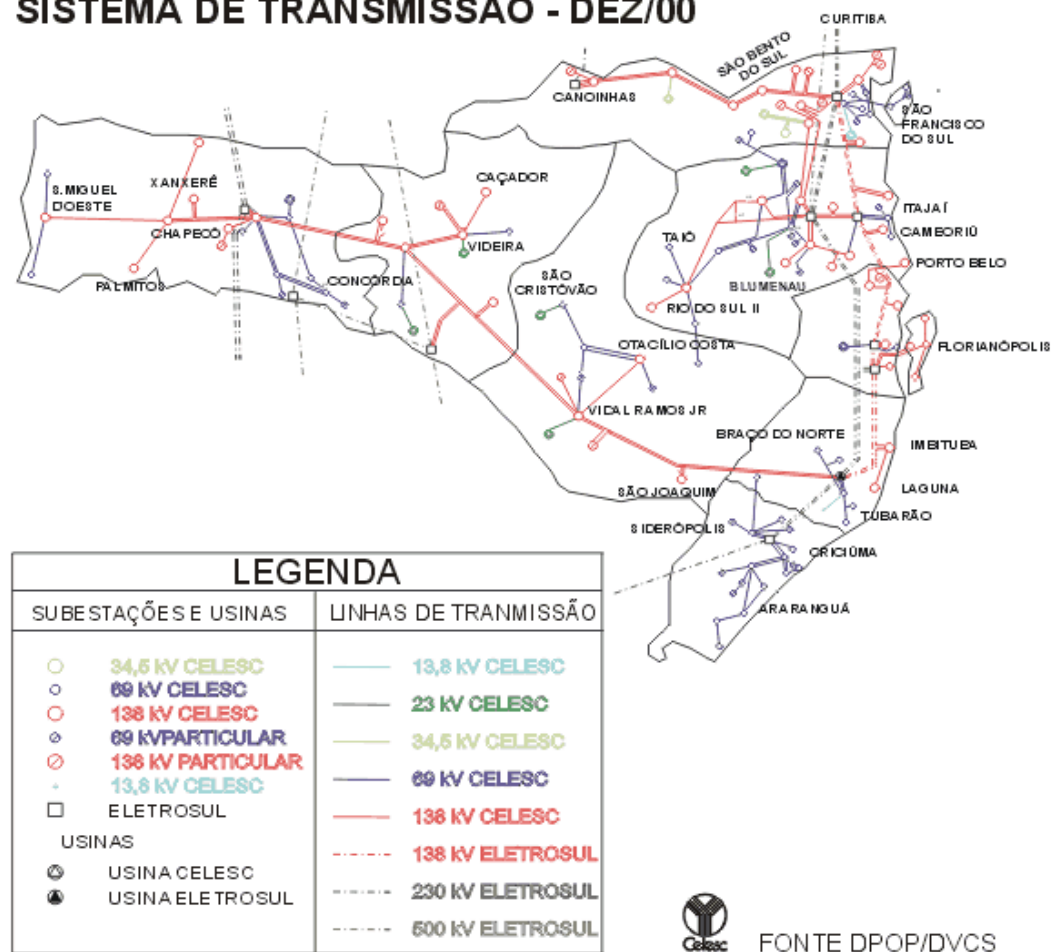 SISTEMA DE TRANSMISSÃO - DEZ/00
CURITIBA
SÃO BENTO
DO SUL
CANOINHAS
SÃO
FRANCISCO
DO SUL
S. MIGUEL
DOESTE
XANXERÊ
CAÇADOR
ITAJAÍ
CHAPECÓ
VIDEIRA
TAIÓ
CAMBORIÚ
PALMITOS
CONCÓRDIA
SÃO
CRISTÓVÃO
BLUMENAU
PORTO BELO
RIO DO SUL II
OTACÍLIO COSTA
FLORIANÓPOLIS
VIDAL RAMOS JR
BRAÇO DO NORTE
IMBITUBA
SÃO JOAQUIM
LAGUNA
SIDERÓPOLIS
TUBARÃO
CRICIÚMA
ARARANGUÁ
LEGENDA
SUBESTAÇÕES E USINAS
LINHAS DE TRANMISSÃO
34,5 kV CELESC
69 kV CELESC
138 kV CELESC
69 kVPARTICULAR
138 kV PARTICULAR
13,8 kV CELESC
ELETROSUL
USINAS
USINA CELESC
USINA ELETROSUL
13,8 kV CELESC
23 kV CELESC
34,5 kV CELESC
69 kV CELESC
138 kV CELESC
138 kV ELETROSUL
230 kV ELETROSUL
500 kV ELETROSUL
Celesc
FONTE DPOP/DVCS